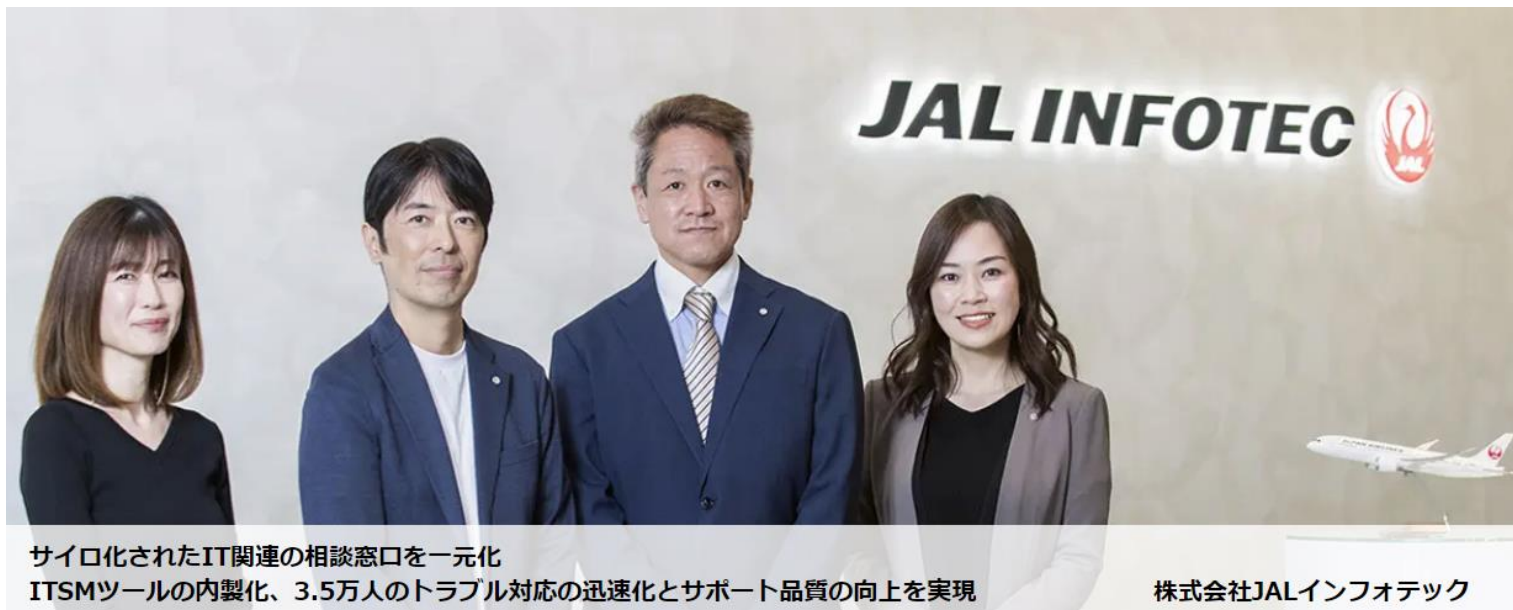 JAL INFOTEC
JAL
JAPAN AIRLINES
サイロ化されたIT関連の相談窓口を一元化
ITSMツールの内製化、3.5万人のトラブル対応の迅速化とサポート品質の向上を実現
株式会社JALインフォテック